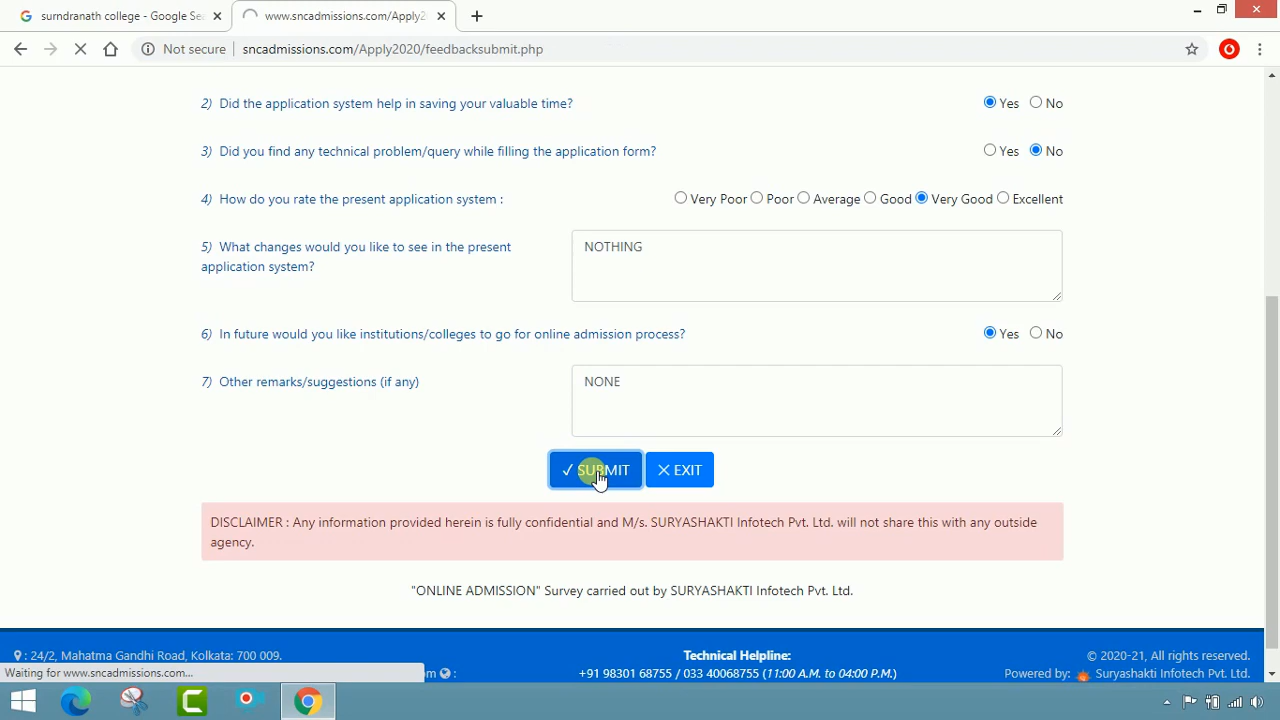 surndranath college - Google Se
www.sncadmissions.com/Apply2
Not secure
sncadmissions.com/Apply2020/feedbacksubmit.php
2) Did the application system help in saving your valuable time?
Yes
No
3) Did you find any technical problem/query while filling the application form?
Yes
No
4) How do you rate the present application system :
Very Poor
Poor
Average
Good
Very Good
Excellent
5) What changes would you like to see in the present
application system?
NOTHING
6) In future would you like institutions/colleges to go for online admission process?
Yes
No
7) Other remarks/suggestions (if any)
NONE
✓ SUBMIT
EXIT
DISCLAIMER : Any information provided herein is fully confidential and M/s. SURYASHAKTI Infotech Pvt. Ltd. will not share this with any outside
agency.
"ONLINE ADMISSION" Survey carried out by SURYASHAKTI Infotech Pvt. Ltd.
: 24/2, Mahatma Gandhi Road, Kolkata: 700 009.
Technical Helpline:
© 2020-21, All rights reserved.
Waiting for www.sncadmissions.com...
om
:
+91 98301 68755 / 033 40068755 (11:00 A.M. to 04:00 P.M.)
Powered by: Suryashakti Infotech Pvt. Ltd.